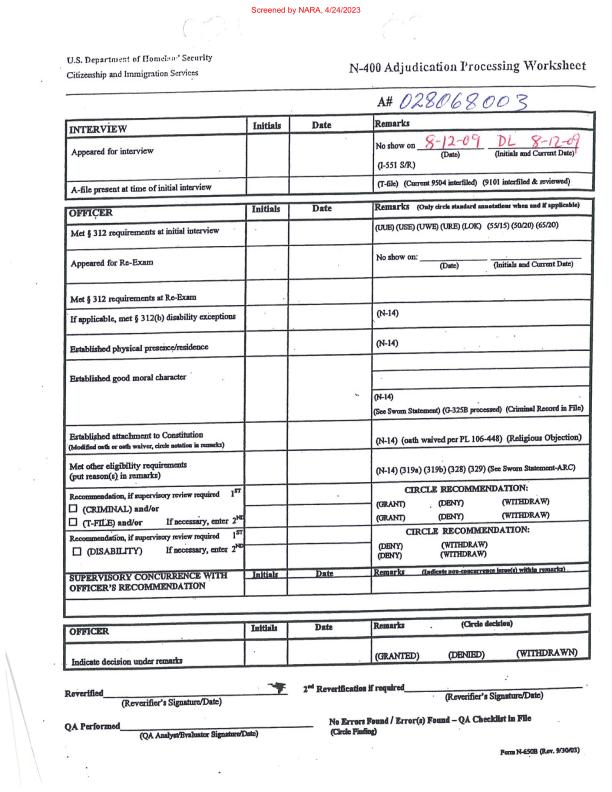 Screened by NARA, 4/24/2023
U.S. Department of Homeland Security
Citizenship and Immigration Services
N-400 Adjudication Processing Worksheet
A# 028068003
INTERVIEW Initials Date Remarks
Appeared for interview No show on 8-12-09 DL 8-12-09
(Date) (Initials and Current Date)
(I-551 S/R)
A-file present at time of initial interview (T-file) (Current 9504 interfiled) (9101 interfiled & reviewed)
OFFICER Initials Date Remarks (Only circle standard annotations when and if applicable)
Met § 312 requirements at initial interview (UUE) (USE) (UWE) (URE) (LOK) (55/15) (50/20) (65/20)
Appeared for Re-Exam No show on:
(Date) (Initials and Current Date)
Met § 312 requirements at Re-Exam
If applicable, met § 312(b) disability exceptions (N-14)
Established physical presence/residence (N-14)
Established good moral character
(N-14)
(See Sworn Statement) (G-325B processed) (Criminal Record in File)
Established attachment to Constitution (N-14) (oath waived per PL 106-448) (Religious Objection)
(Modified oath or oath waiver, circle notation in remarks)
Met other eligibility requirements (N-14) (319a) (319b) (328) (329) (See Sworn Statement-ARC)
(put reason(s) in remarks)
Recommendation, if supervisory review required 1ST CIRCLE RECOMMENDATION:
☐ (CRIMINAL) and/or (GRANT) (DENY) (WITHDRAW)
☐ (T-FILE) and/or If necessary, enter 2ND (GRANT) (DENY) (WITHDRAW)
Recommendation, if supervisory review required 1ST CIRCLE RECOMMENDATION:
(DENY) (WITHDRAW)
☐ (DISABILITY) If necessary, enter 2ND (DENY) (WITHDRAW)
SUPERVISORY CONCURRENCE WITH Initials Date Remarks (Indicate non-concurrence issue(s) within remarks)
OFFICER'S RECOMMENDATION
OFFICER Initials Date Remarks (Circle decision)
Indicate decision under remarks (GRANTED) (DENIED) (WITHDRAWN)
Reverified 2nd Reverification if required
(Reverifier's Signature/Date) (Reverifier's Signature/Date)
QA Performed No Errors Found / Error(s) Found – QA Checklist in File
(QA Analyst/Evaluator Signature/Date) (Circle Finding)
Form N-650B (Rev. 9/30/03)